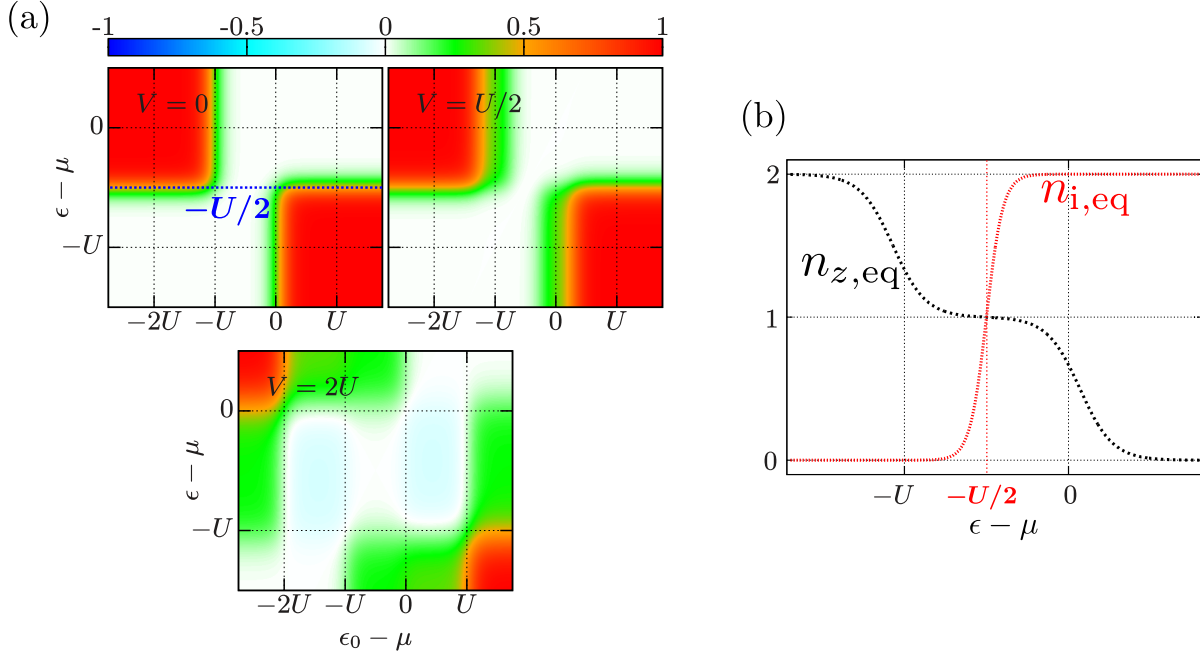 (a)
-1 -0.5 0 0.5 1
V = 0 V = U/2
0
ϵ − μ
−U/2
−U
−2U −U 0 U −2U −U 0 U
V = 2U
0
ϵ − μ
−U
−2U −U 0 U
ϵ₀ − μ
(b)
2
n_{i,eq}
n_{z,eq}
1
0
−U −U/2 0
ϵ − μ